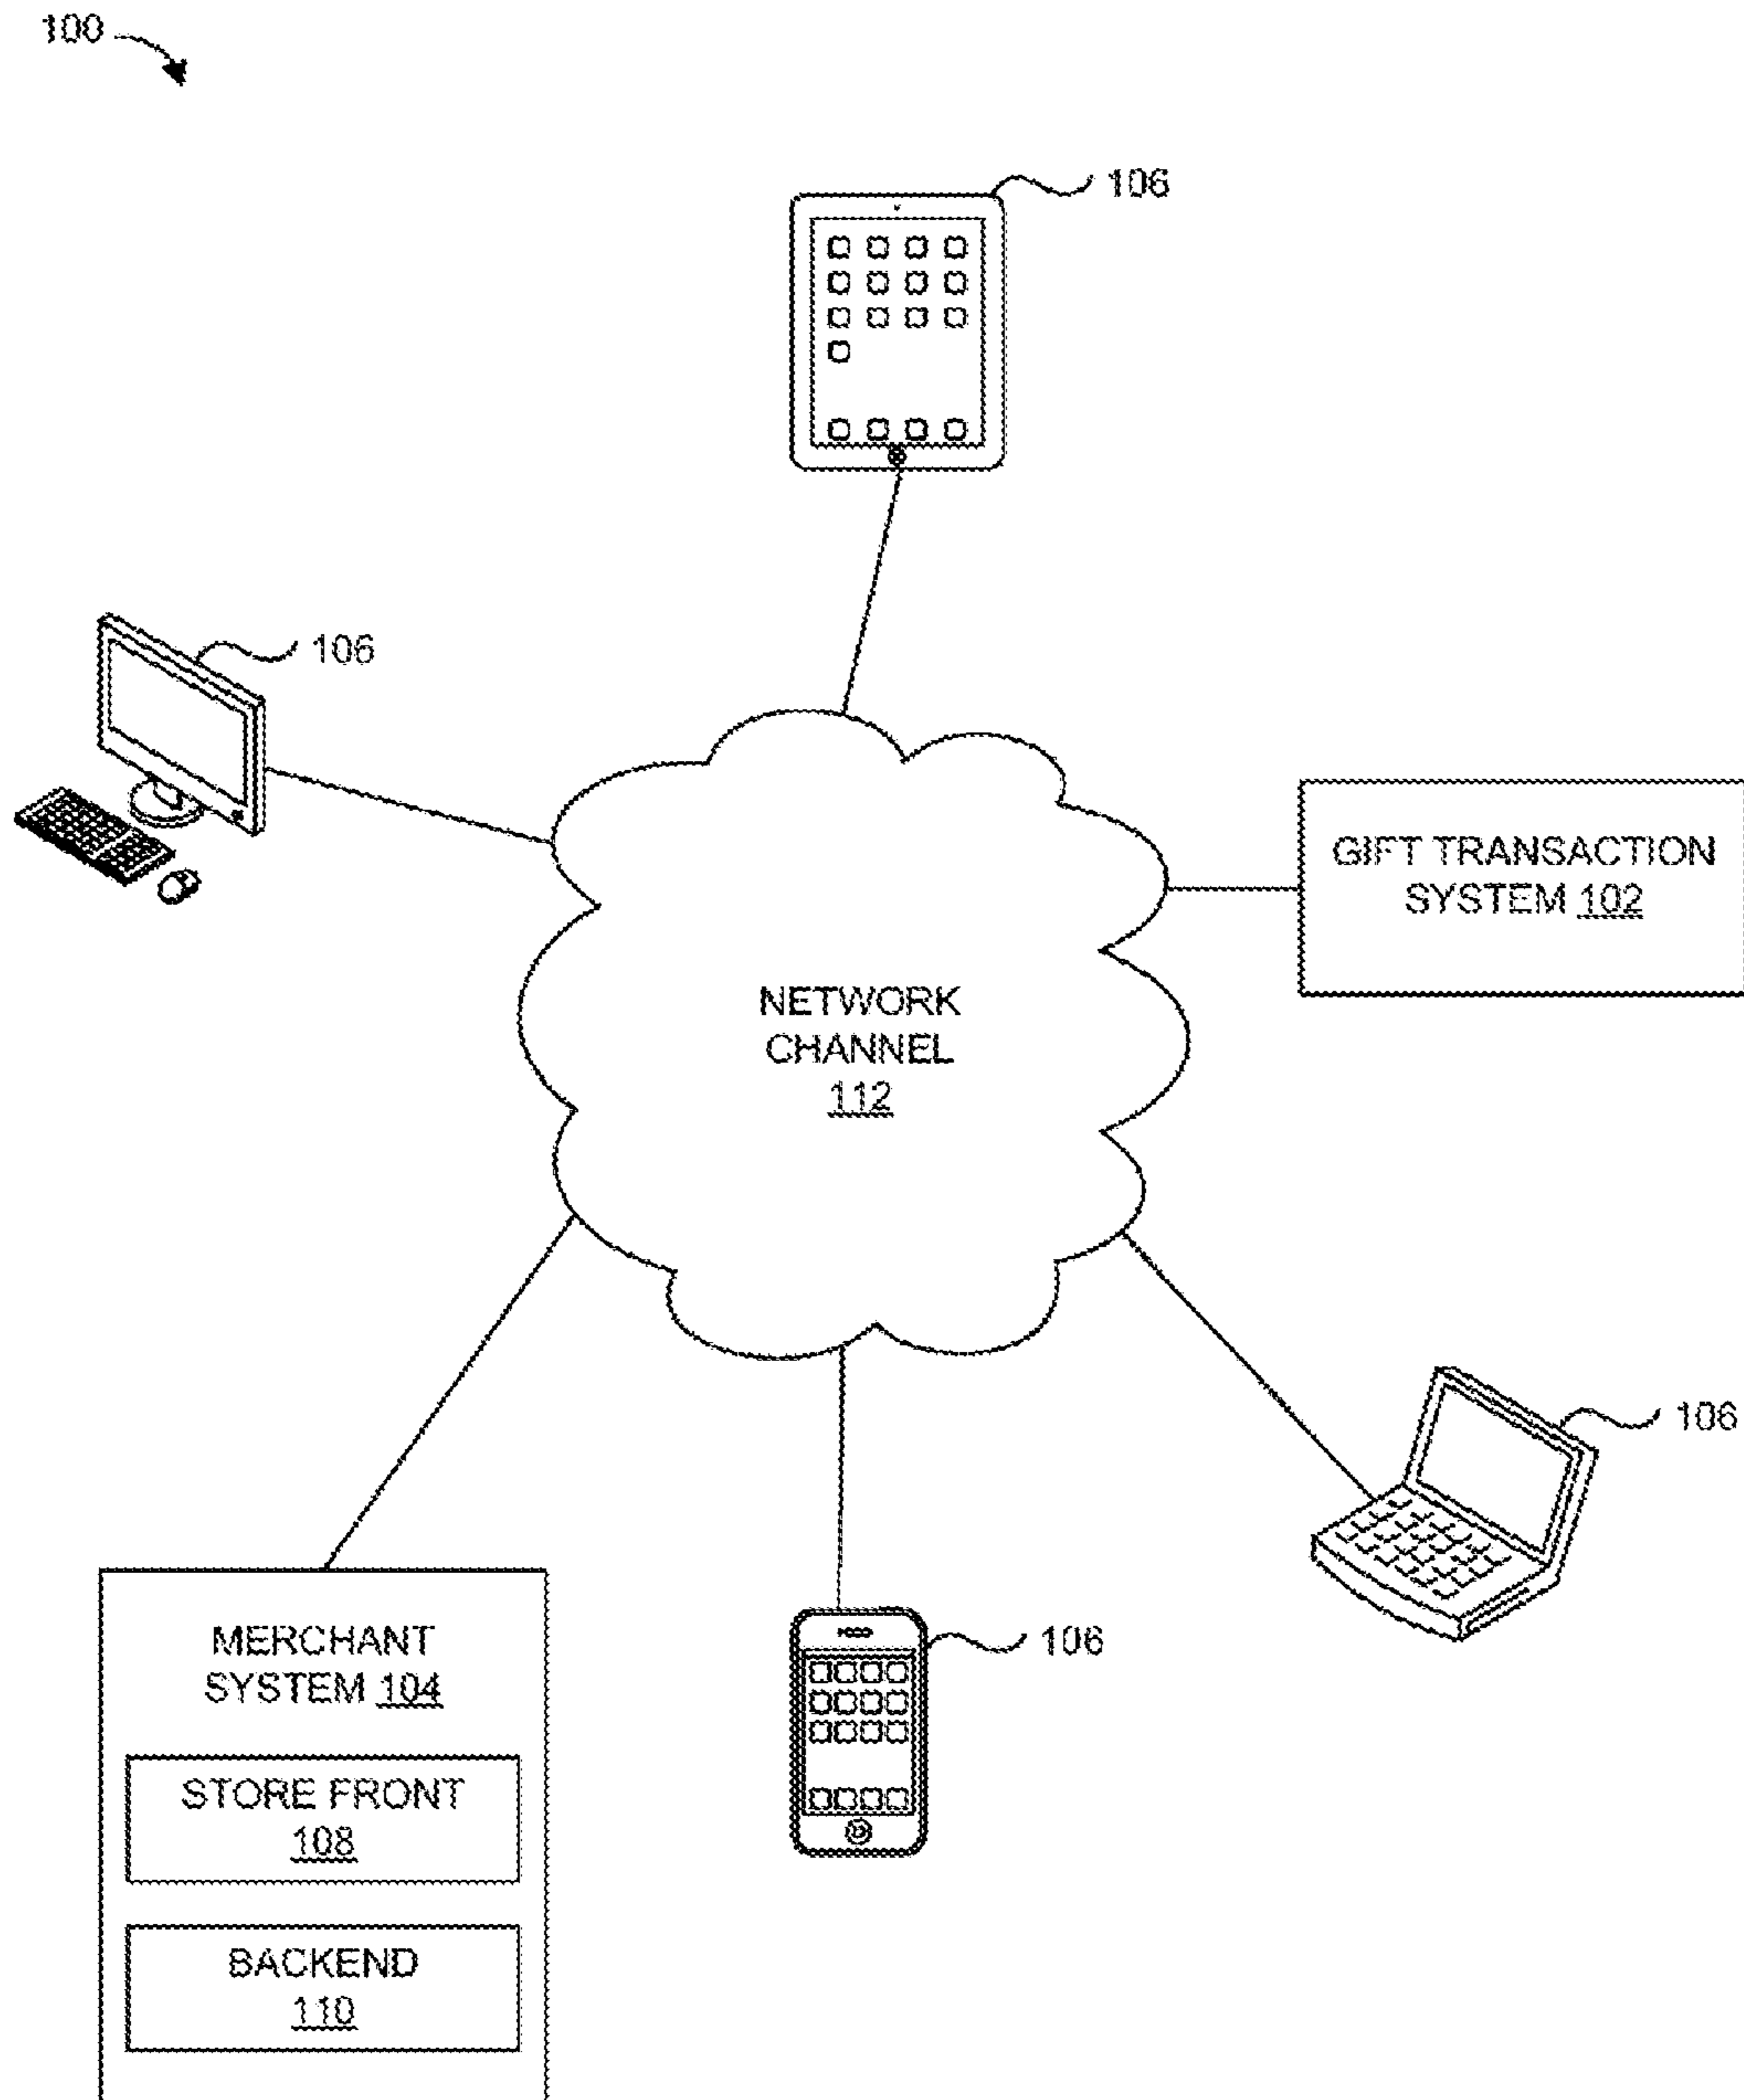 100
106
106
GIFT TRANSACTION
SYSTEM 102
NETWORK
CHANNEL
112
106
106
MERCHANT
SYSTEM 104
STORE FRONT
108
BACKEND
110